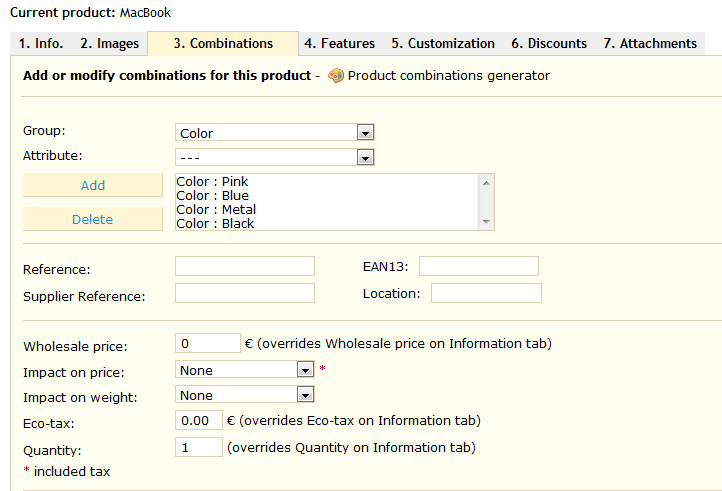 Current product: MacBook
1. Info. 2. Images 3. Combinations 4. Features 5. Customization 6. Discounts 7. Attachments
Add or modify combinations for this product - Product combinations generator
Group: Color
Attribute: ---
Add
Delete
Color : Pink
Color : Blue
Color : Metal
Color : Black
Reference: EAN13:
Supplier Reference: Location:
Wholesale price: 0 € (overrides Wholesale price on Information tab)
Impact on price: None *
Impact on weight: None
Eco-tax: 0.00 € (overrides Eco-tax on Information tab)
Quantity: 1 (overrides Quantity on Information tab)
* included tax